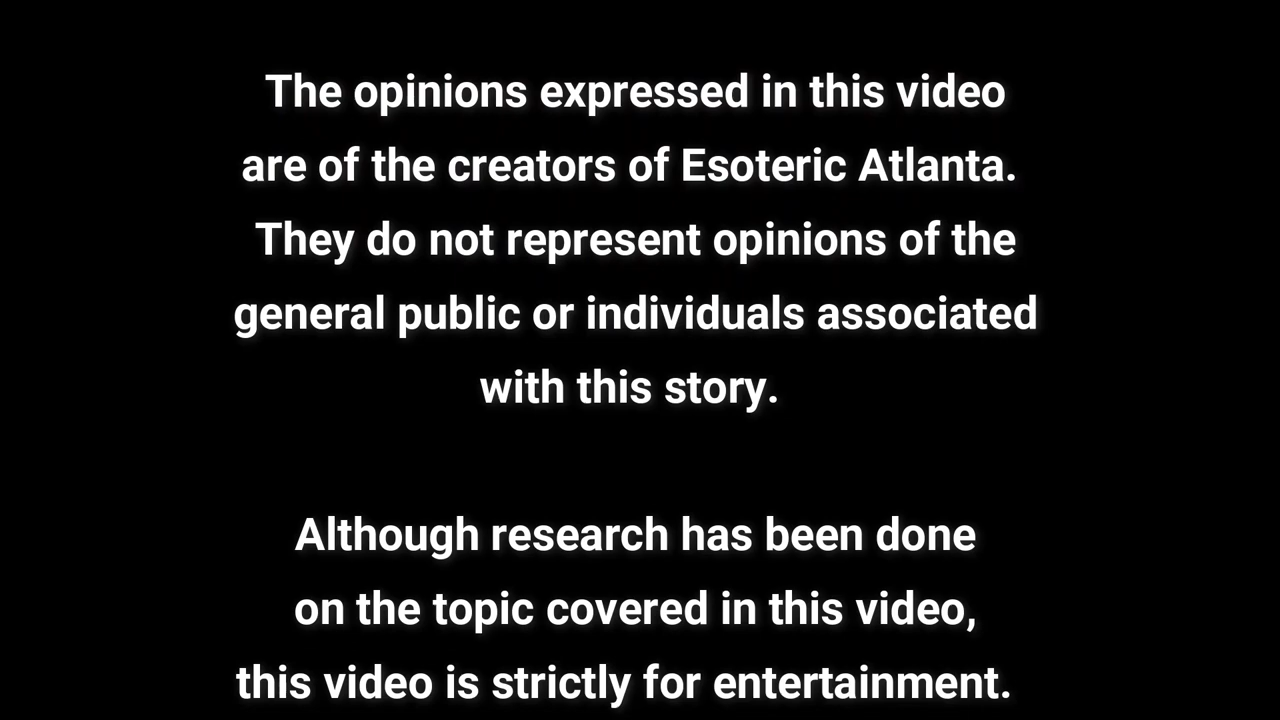 The opinions expressed in this video
are of the creators of Esoteric Atlanta.
They do not represent opinions of the
general public or individuals associated
with this story.
Although research has been done
on the topic covered in this video,
this video is strictly for entertainment.